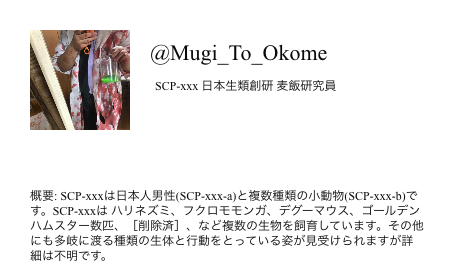 @Mugi_To_Okome
SCP-xxx 日本生類創研 麦飯研究員
概要: SCP-xxxは日本人男性(SCP-xxx-a)と複数種類の小動物(SCP-xxx-b)で
す。SCP-xxxは ハリネズミ、フクロモモンガ、デグーマウス、ゴールデン
ハムスター数匹、［削除済］、など複数の生物を飼育しています。その他
にも多岐に渡る種類の生体と行動をとっている姿が見受けられますが詳
細は不明です。